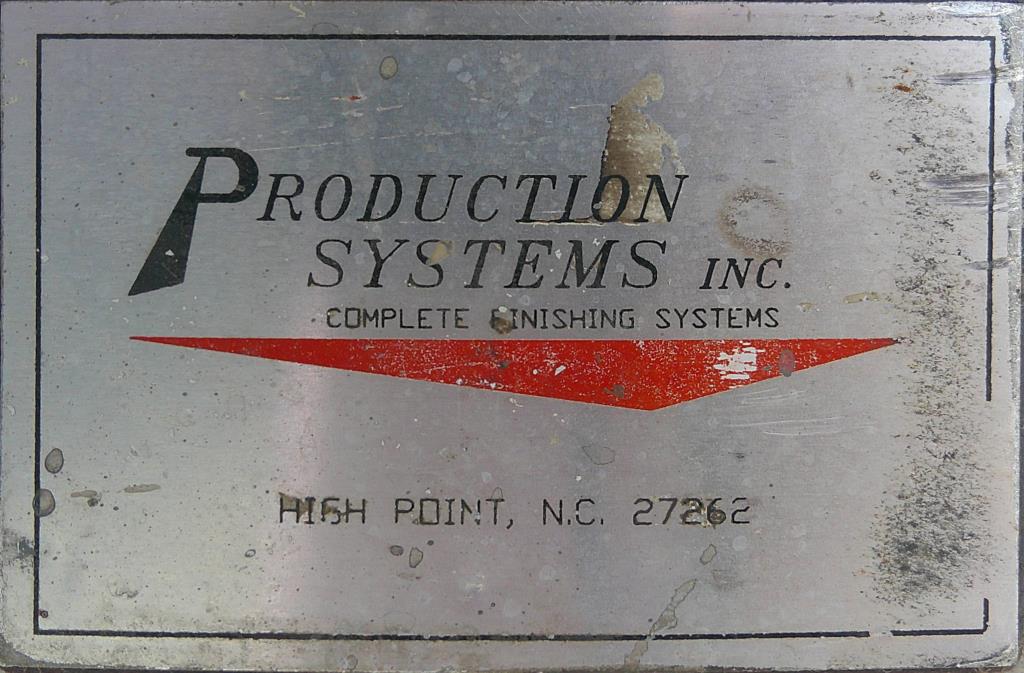 PRODUCTION
SYSTEMS INC.
COMPLETE FINISHING SYSTEMS
HIGH POINT, N.C. 27262